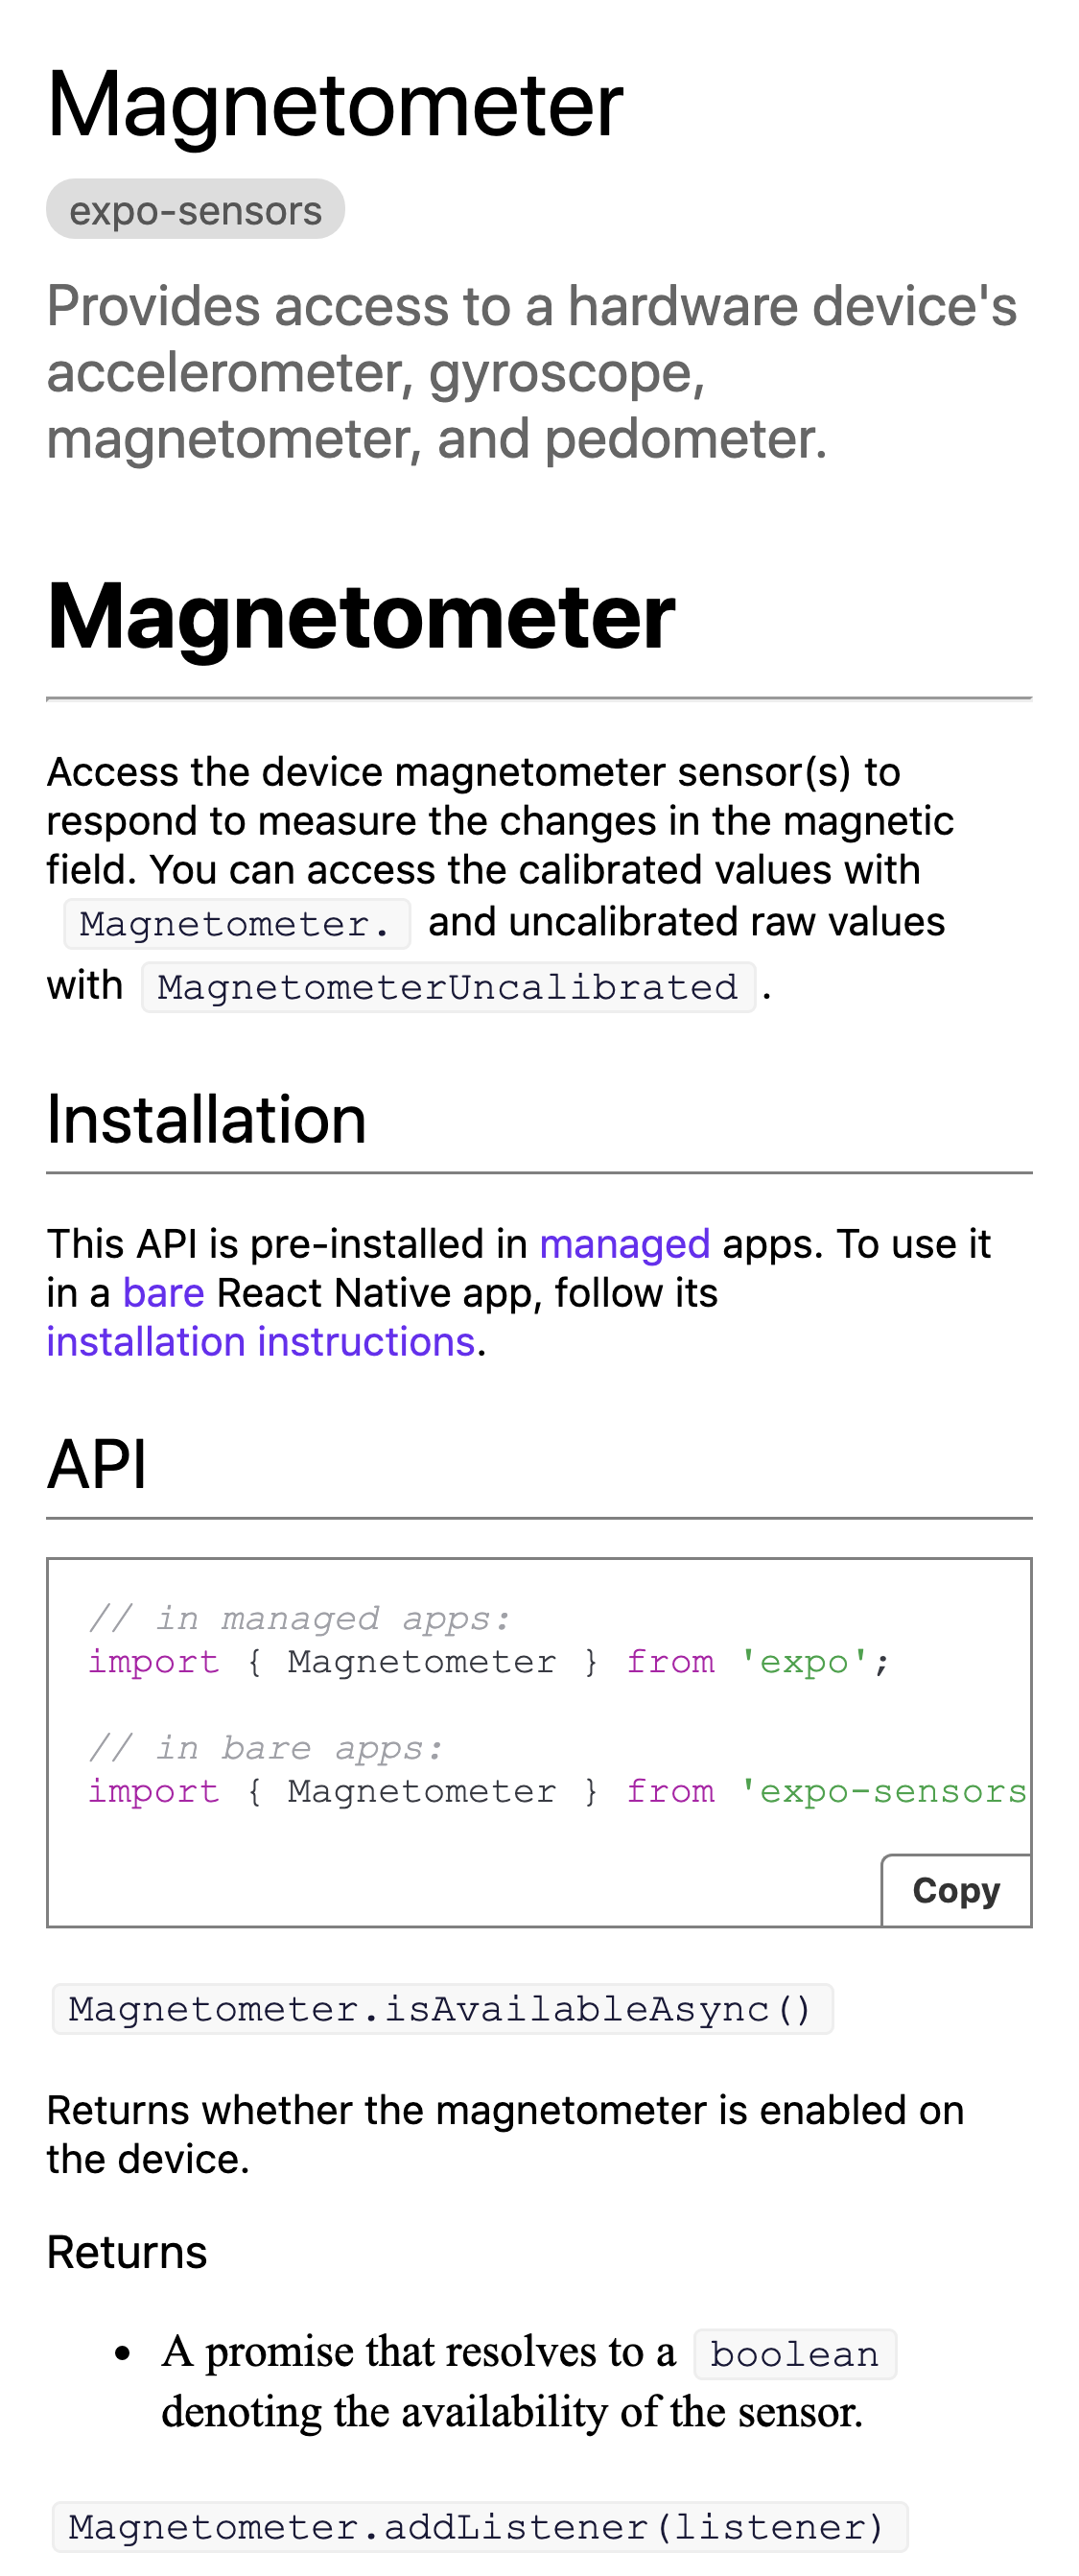 Magnetometer
expo-sensors
Provides access to a hardware device's
accelerometer, gyroscope,
magnetometer, and pedometer.
Magnetometer
Access the device magnetometer sensor(s) to
respond to measure the changes in the magnetic
field. You can access the calibrated values with
Magnetometer. and uncalibrated raw values
with MagnetometerUncalibrated .
Installation
This API is pre-installed in managed apps. To use it
in a bare React Native app, follow its
installation instructions.
API
// in managed apps:
import { Magnetometer } from 'expo';
// in bare apps:
import { Magnetometer } from 'expo-sensors
Copy
Magnetometer.isAvailableAsync()
Returns whether the magnetometer is enabled on
the device.
Returns
• A promise that resolves to a boolean
denoting the availability of the sensor.
Magnetometer.addListener(listener)